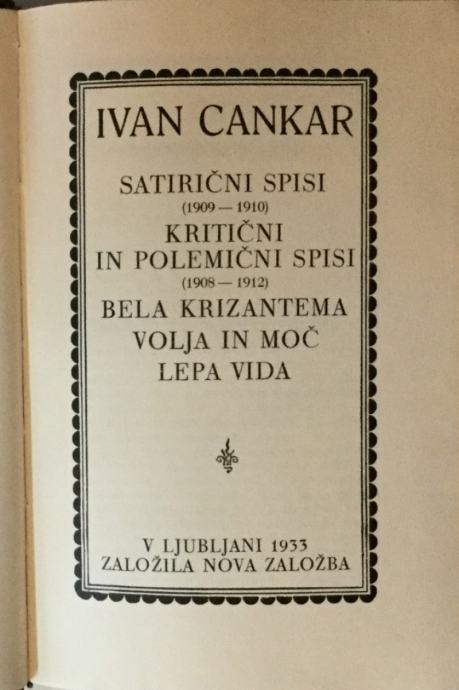 IVAN CANKAR
SATIRIČNI SPISI
(1909 — 1910)
KRITIČNI
IN POLEMIČNI SPISI
(1908 — 1912)
BELA KRIZANTEMA
VOLJA IN MOČ
LEPA VIDA
V LJUBLJANI 1933
ZALOŽILA NOVA ZALOŽBA